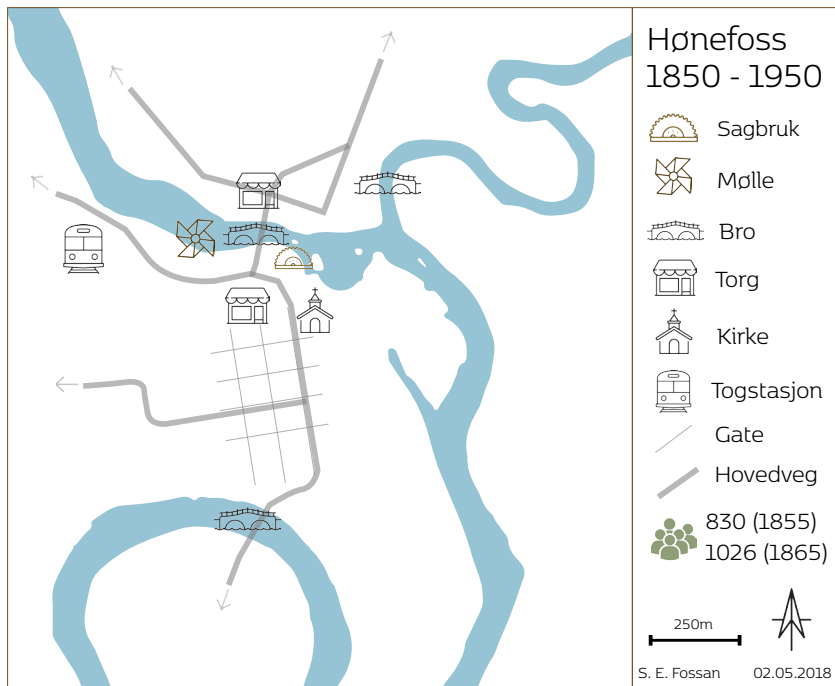 Hønefoss
1850 - 1950
Sagbruk
Mølle
Bro
Torg
Kirke
Togstasjon
Gate
Hovedveg
830 (1855)
1026 (1865)
250m
S. E. Fossan 02.05.2018